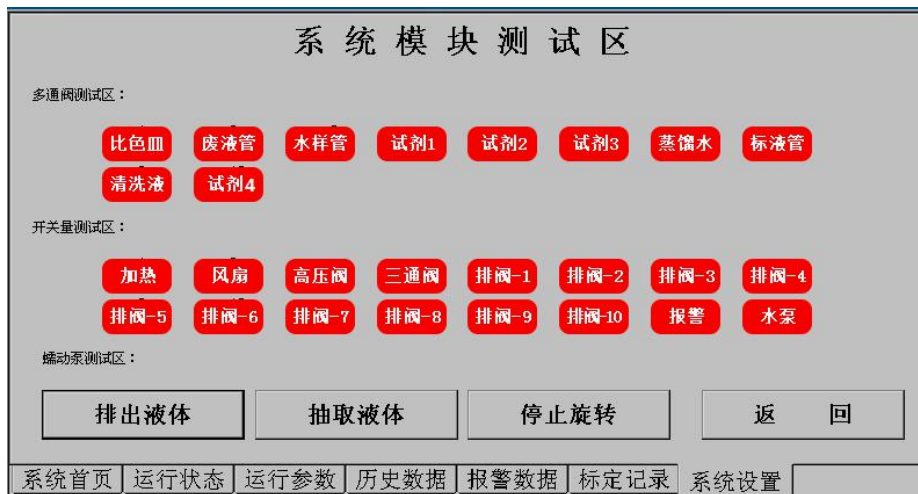 系统模块测试区
多通阀测试区：
比色皿 废液管 水样管 试剂1 试剂2 试剂3 蒸馏水 标液管
清洗液 试剂4
开关量测试区：
加热 风扇 高压阀 三通阀 排阀-1 排阀-2 排阀-3 排阀-4
排阀-5 排阀-6 排阀-7 排阀-8 排阀-9 排阀-10 报警 水泵
蠕动泵测试区：
排出液体 抽取液体 停止旋转 返 回
系统首页 运行状态 运行参数 历史数据 报警数据 标定记录 系统设置